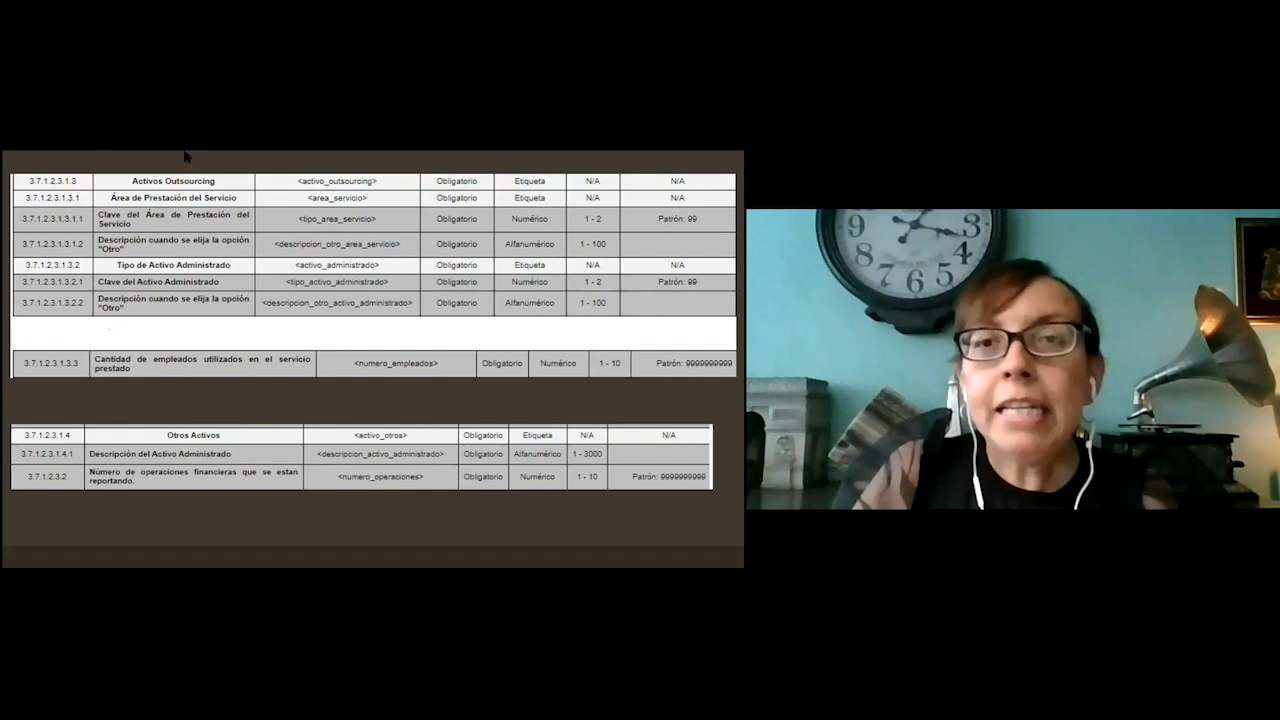 3.7.1.2.3.1.3 Activos Outsourcing <activo_outsourcing> Obligatorio Etiqueta N/A N/A
3.7.1.2.3.1.3.1 Área de Prestación del Servicio <area_servicio> Obligatorio Etiqueta N/A N/A
3.7.1.2.3.1.3.1.1 Clave del Área de Prestación del Servicio <tipo_area_servicio> Obligatorio Numérico 1 - 2 Patrón: 99
3.7.1.2.3.1.3.1.2 Descripción cuando se elija la opción "Otro" <descripcion_otro_area_servicio> Obligatorio Alfanumérico 1 - 100
3.7.1.2.3.1.3.2 Tipo de Activo Administrado <activo_administrado> Obligatorio Etiqueta N/A N/A
3.7.1.2.3.1.3.2.1 Clave del Activo Administrado <tipo_activo_administrado> Obligatorio Numérico 1 - 2 Patrón: 99
3.7.1.2.3.1.3.2.2 Descripción cuando se elija la opción "Otro" <descripcion_otro_activo_administrado> Obligatorio Alfanumérico 1 - 100
3.7.1.2.3.1.3.3 Cantidad de empleados utilizados en el servicio prestado <numero_empleados> Obligatorio Numérico 1 - 10 Patrón: 9999999999
3.7.1.2.3.1.4 Otros Activos <activo_otros> Obligatorio Etiqueta N/A N/A
3.7.1.2.3.1.4.1 Descripción del Activo Administrado <descripcion_activo_administrado> Obligatorio Alfanumérico 1 - 3000
3.7.1.2.3.2 Número de operaciones financieras que se estan reportando. <numero_operaciones> Obligatorio Numérico 1 - 10 Patrón: 9999999999
9 3
8 4
7 6 5